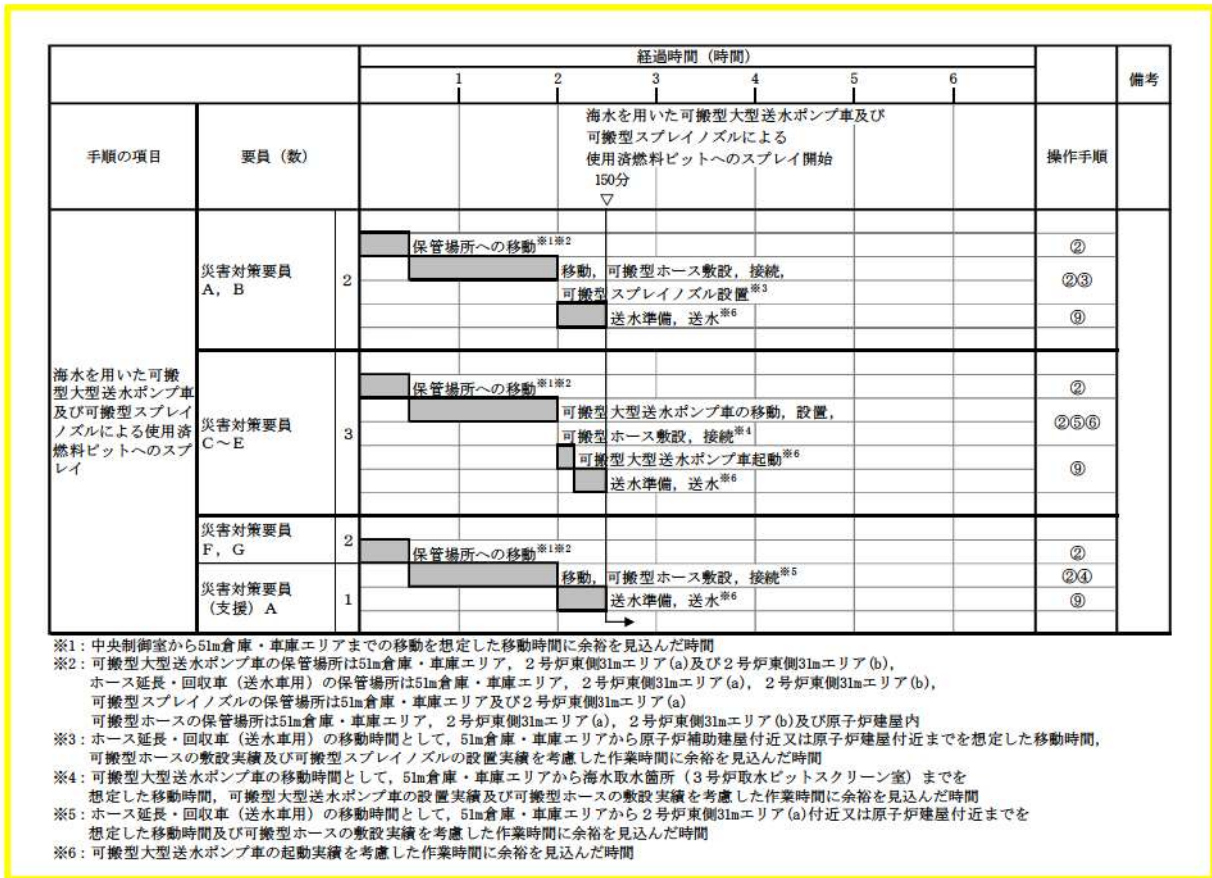 経過時間（時間）
1 2 3 4 5 6
備考
手順の項目
要員（数）
海水を用いた可搬型大型送水ポンプ車及び
可搬型スプレイノズルによる
使用済燃料ピットへのスプレイ開始
150分
▽
操作手順
海水を用いた可搬
型大型送水ポンプ車
及び可搬型スプレイ
ノズルによる使用済
燃料ピットへのスプ
レイ
災害対策要員
A，B
2
保管場所への移動※1※2
②
移動，可搬型ホース敷設，接続，
可搬型スプレイノズル設置※3
②③
送水準備，送水※6
⑨
災害対策要員
C～E
3
保管場所への移動※1※2
②
可搬型大型送水ポンプ車の移動，設置，
可搬型ホース敷設，接続※4
②⑤⑥
可搬型大型送水ポンプ車起動※6
送水準備，送水※6
⑨
災害対策要員
F，G
2
保管場所への移動※1※2
②
災害対策要員
（支援）A
1
移動，可搬型ホース敷設，接続※5
②④
送水準備，送水※6
⑨
※1：中央制御室から51m倉庫・車庫エリアまでの移動を想定した移動時間に余裕を見込んだ時間
※2：可搬型大型送水ポンプ車の保管場所は51m倉庫・車庫エリア，２号炉東側31mエリア(a)及び２号炉東側31mエリア(b)，
ホース延長・回収車（送水車用）の保管場所は51m倉庫・車庫エリア，２号炉東側31mエリア(a)，２号炉東側31mエリア(b)，
可搬型スプレイノズルの保管場所は51m倉庫・車庫エリア及び２号炉東側31mエリア(a)
可搬型ホースの保管場所は51m倉庫・車庫エリア，２号炉東側31mエリア(a)，２号炉東側31mエリア(b)及び原子炉建屋内
※3：ホース延長・回収車（送水車用）の移動時間として，51m倉庫・車庫エリアから原子炉補助建屋付近又は原子炉建屋付近までを想定した移動時間，
可搬型ホースの敷設実績及び可搬型スプレイノズルの設置実績を考慮した作業時間に余裕を見込んだ時間
※4：可搬型大型送水ポンプ車の移動時間として，51m倉庫・車庫エリアから海水取水箇所（３号炉取水ピットスクリーン室）までを
想定した移動時間，可搬型大型送水ポンプ車の設置実績及び可搬型ホースの敷設実績を考慮した作業時間に余裕を見込んだ時間
※5：ホース延長・回収車（送水車用）の移動時間として，51m倉庫・車庫エリアから２号炉東側31mエリア(a)付近又は原子炉建屋付近までを
想定した移動時間及び可搬型ホースの敷設実績を考慮した作業時間に余裕を見込んだ時間
※6：可搬型大型送水ポンプ車の起動実績を考慮した作業時間に余裕を見込んだ時間